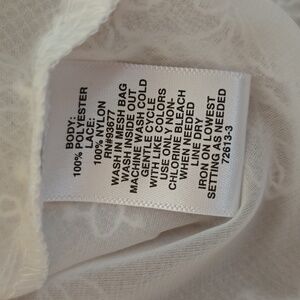 BODY:
100% POLYESTER
LACE:
100% NYLON
RN#93677
WASH IN MESH BAG
WASH INSIDE OUT
MACHINE WASH COLD
GENTLE CYCLE
WITH LIKE COLORS
USE ONLY NON-
CHLORINE BLEACH
WHEN NEEDED
LINE DRY
IRON ON LOWEST
SETTING AS NEEDED
72613-3